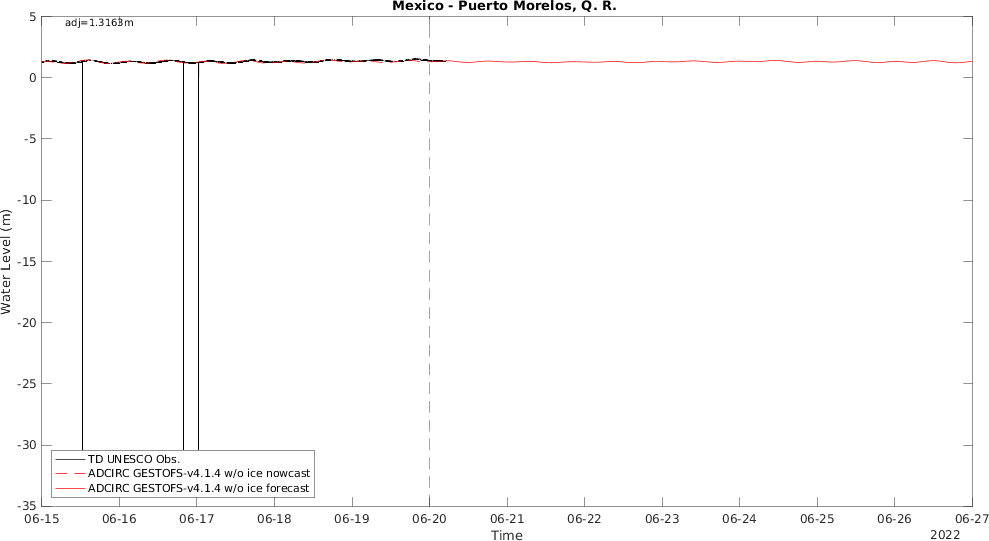 Mexico - Puerto Morelos, Q. R.
adj=1.3163m
5
0
-5
-10
-15
-20
-25
-30
-35
Water Level (m)
TD UNESCO Obs.
ADCIRC GESTOFS-v4.1.4 w/o ice nowcast
ADCIRC GESTOFS-v4.1.4 w/o ice forecast
06-15 06-16 06-17 06-18 06-19 06-20 06-21 06-22 06-23 06-24 06-25 06-26 06-27
Time
2022